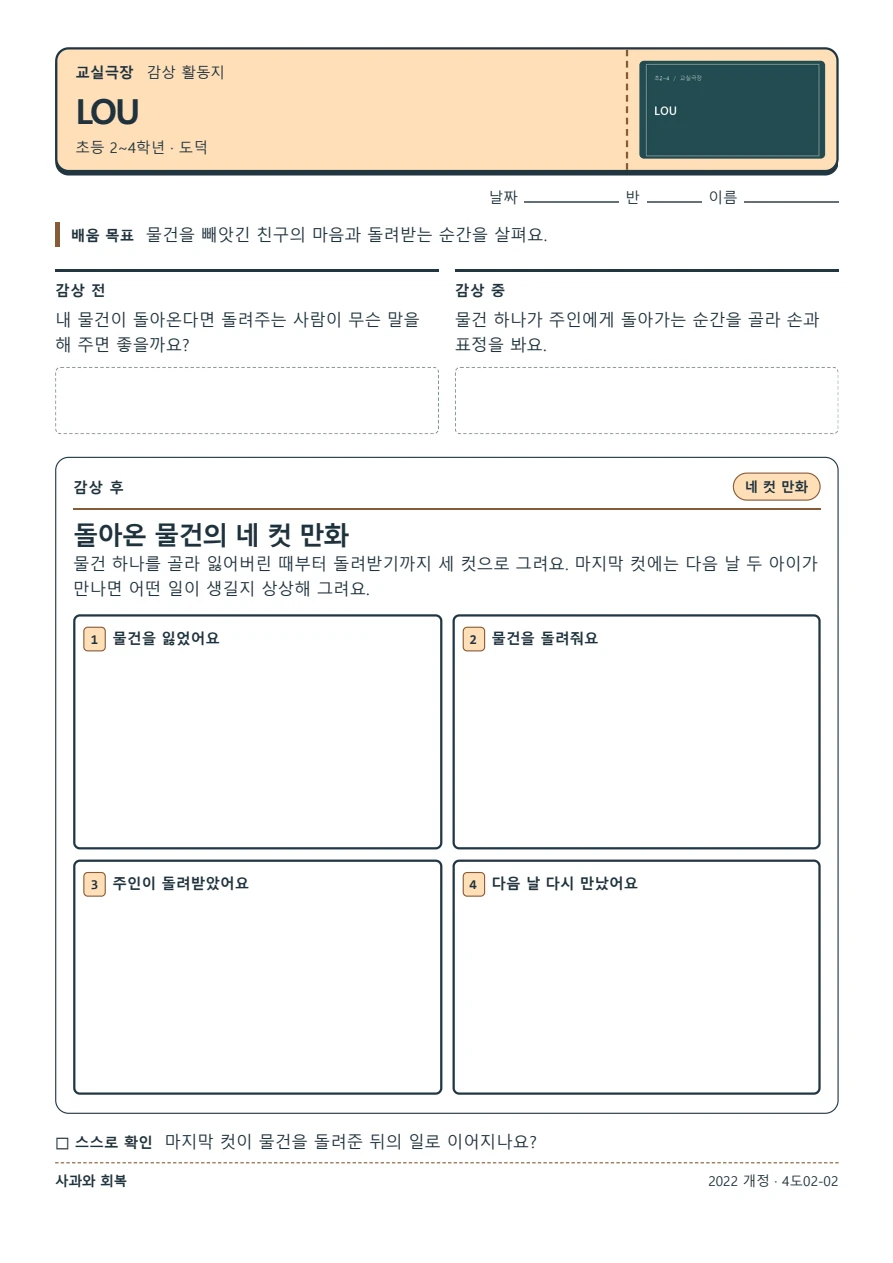 교실극장 감상 활동지
LOU
초등 2~4학년 · 도덕
초2-4 / 교실극장
LOU
날짜 반 이름
배움 목표 물건을 빼앗긴 친구의 마음과 돌려받는 순간을 살펴요.
감상 전
내 물건이 돌아온다면 돌려주는 사람이 무슨 말을
해 주면 좋을까요?
감상 중
물건 하나가 주인에게 돌아가는 순간을 골라 손과
표정을 봐요.
감상 후
네 컷 만화
돌아온 물건의 네 컷 만화
물건 하나를 골라 잃어버린 때부터 돌려받기까지 세 컷으로 그려요. 마지막 컷에는 다음 날 두 아이가
만나면 어떤 일이 생길지 상상해 그려요.
1 물건을 잃었어요
2 물건을 돌려줘요
3 주인이 돌려받았어요
4 다음 날 다시 만났어요
□ 스스로 확인 마지막 컷이 물건을 돌려준 뒤의 일로 이어지나요?
사과와 회복
2022 개정 · 4도02-02